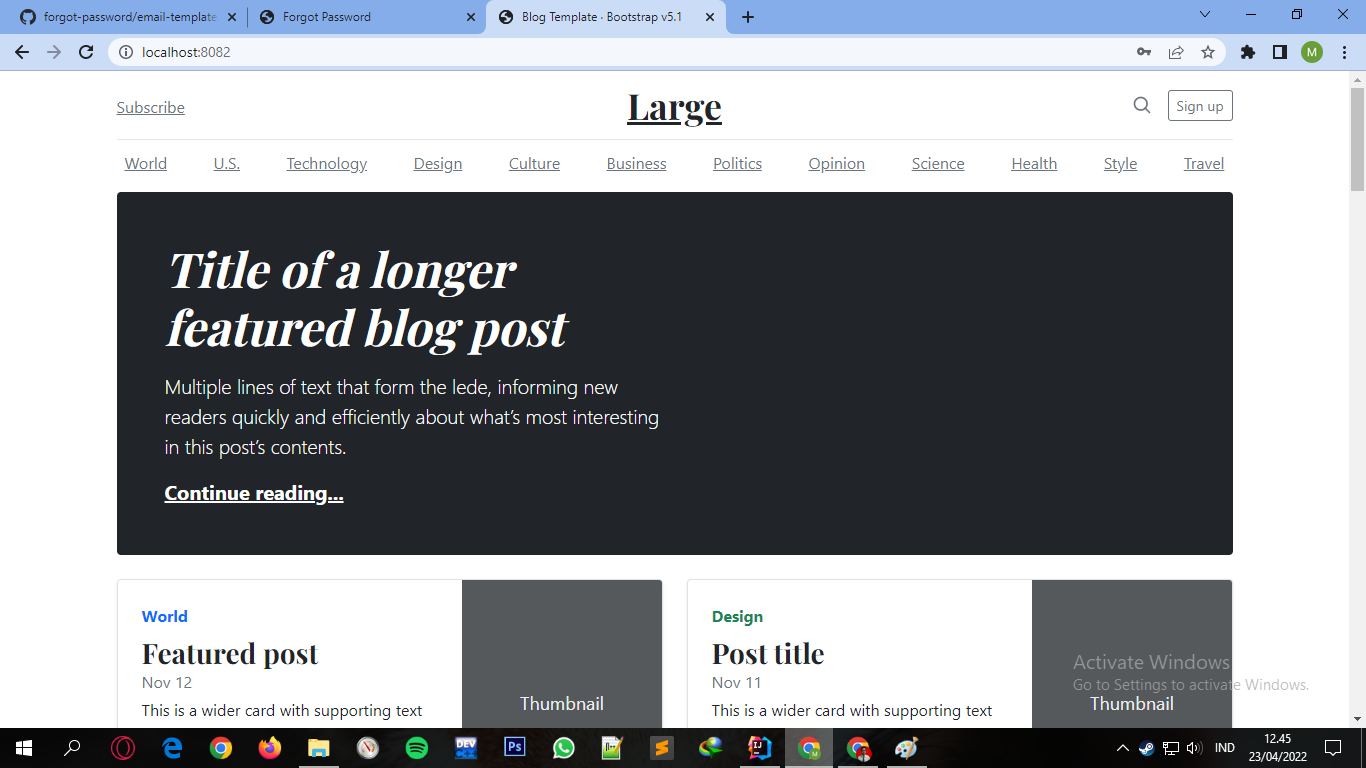 forgot-password/email-template
Forgot Password
Blog Template · Bootstrap v5.1
localhost:8082
M
Subscribe
Large
Sign up
World U.S. Technology Design Culture Business Politics Opinion Science Health Style Travel
Title of a longer
featured blog post
Multiple lines of text that form the lede, informing new
readers quickly and efficiently about what's most interesting
in this post's contents.
Continue reading...
World
Featured post
Nov 12
This is a wider card with supporting text
Thumbnail
Design
Post title
Nov 11
This is a wider card with supporting text
Thumbnail
Activate Windows
Go to Settings to activate Windows.
DEV
Ps
IJ
IND
12.45
23/04/2022